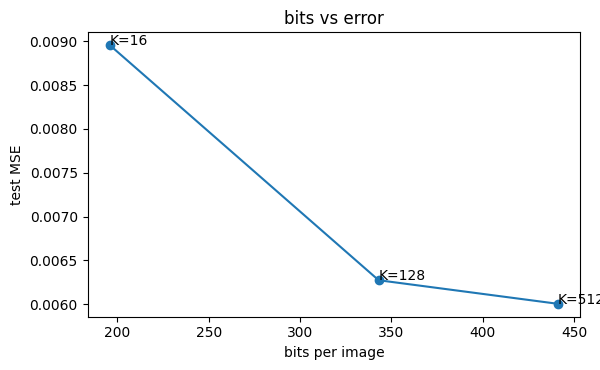 bits vs error
test MSE
0.0090
0.0085
0.0080
0.0075
0.0070
0.0065
0.0060
K=16
K=128
K=512
200
250
300
350
400
450
bits per image